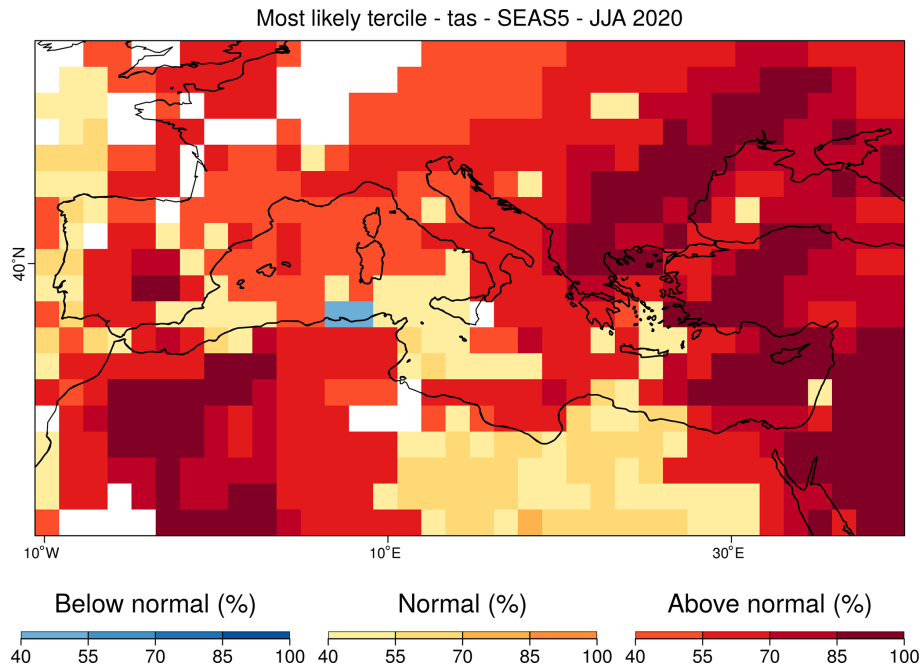 Most likely tercile - tas - SEAS5 - JJA 2020
40°N
10°W 10°E 30°E
Below normal (%) Normal (%) Above normal (%)
40 55 70 85 100 40 55 70 85 100 40 55 70 85 100